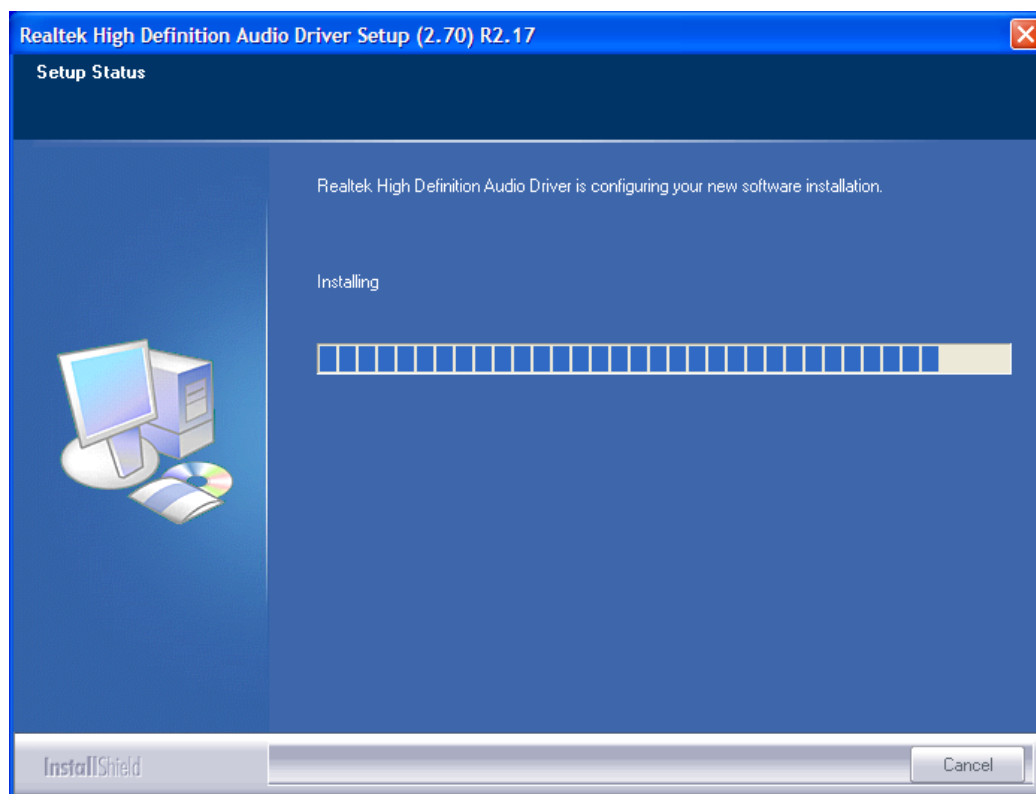 Realtek High Definition Audio Driver Setup (2.70) R2.17
Setup Status
Realtek High Definition Audio Driver is configuring your new software installation.
Installing
InstallShield
Cancel